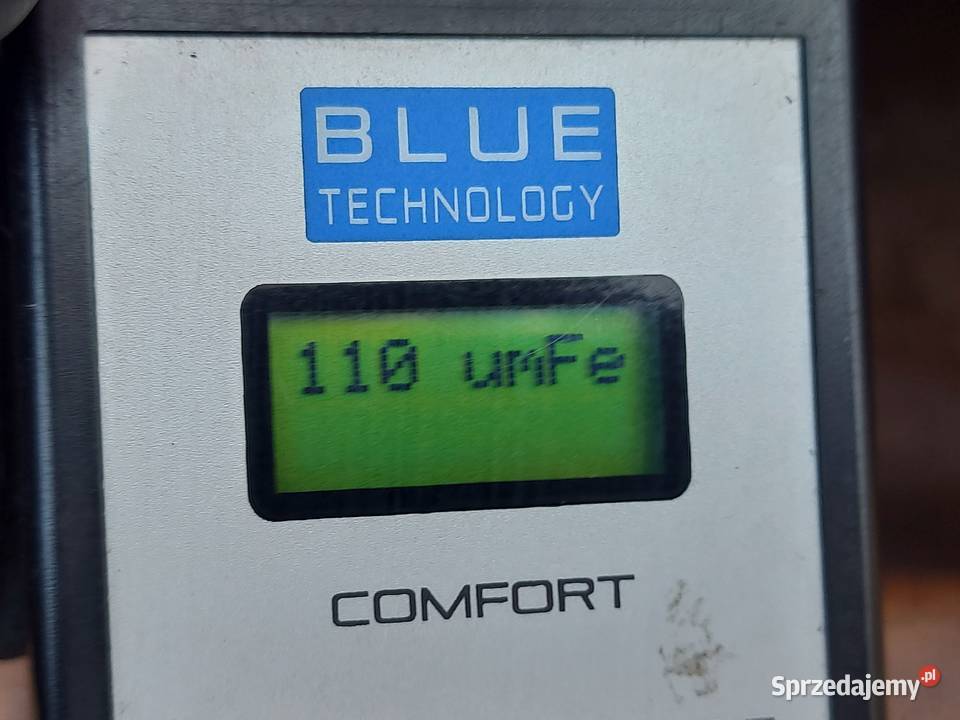 BLUE
TECHNOLOGY
110 umFe
COMFORT
Sprzedajemy.pl